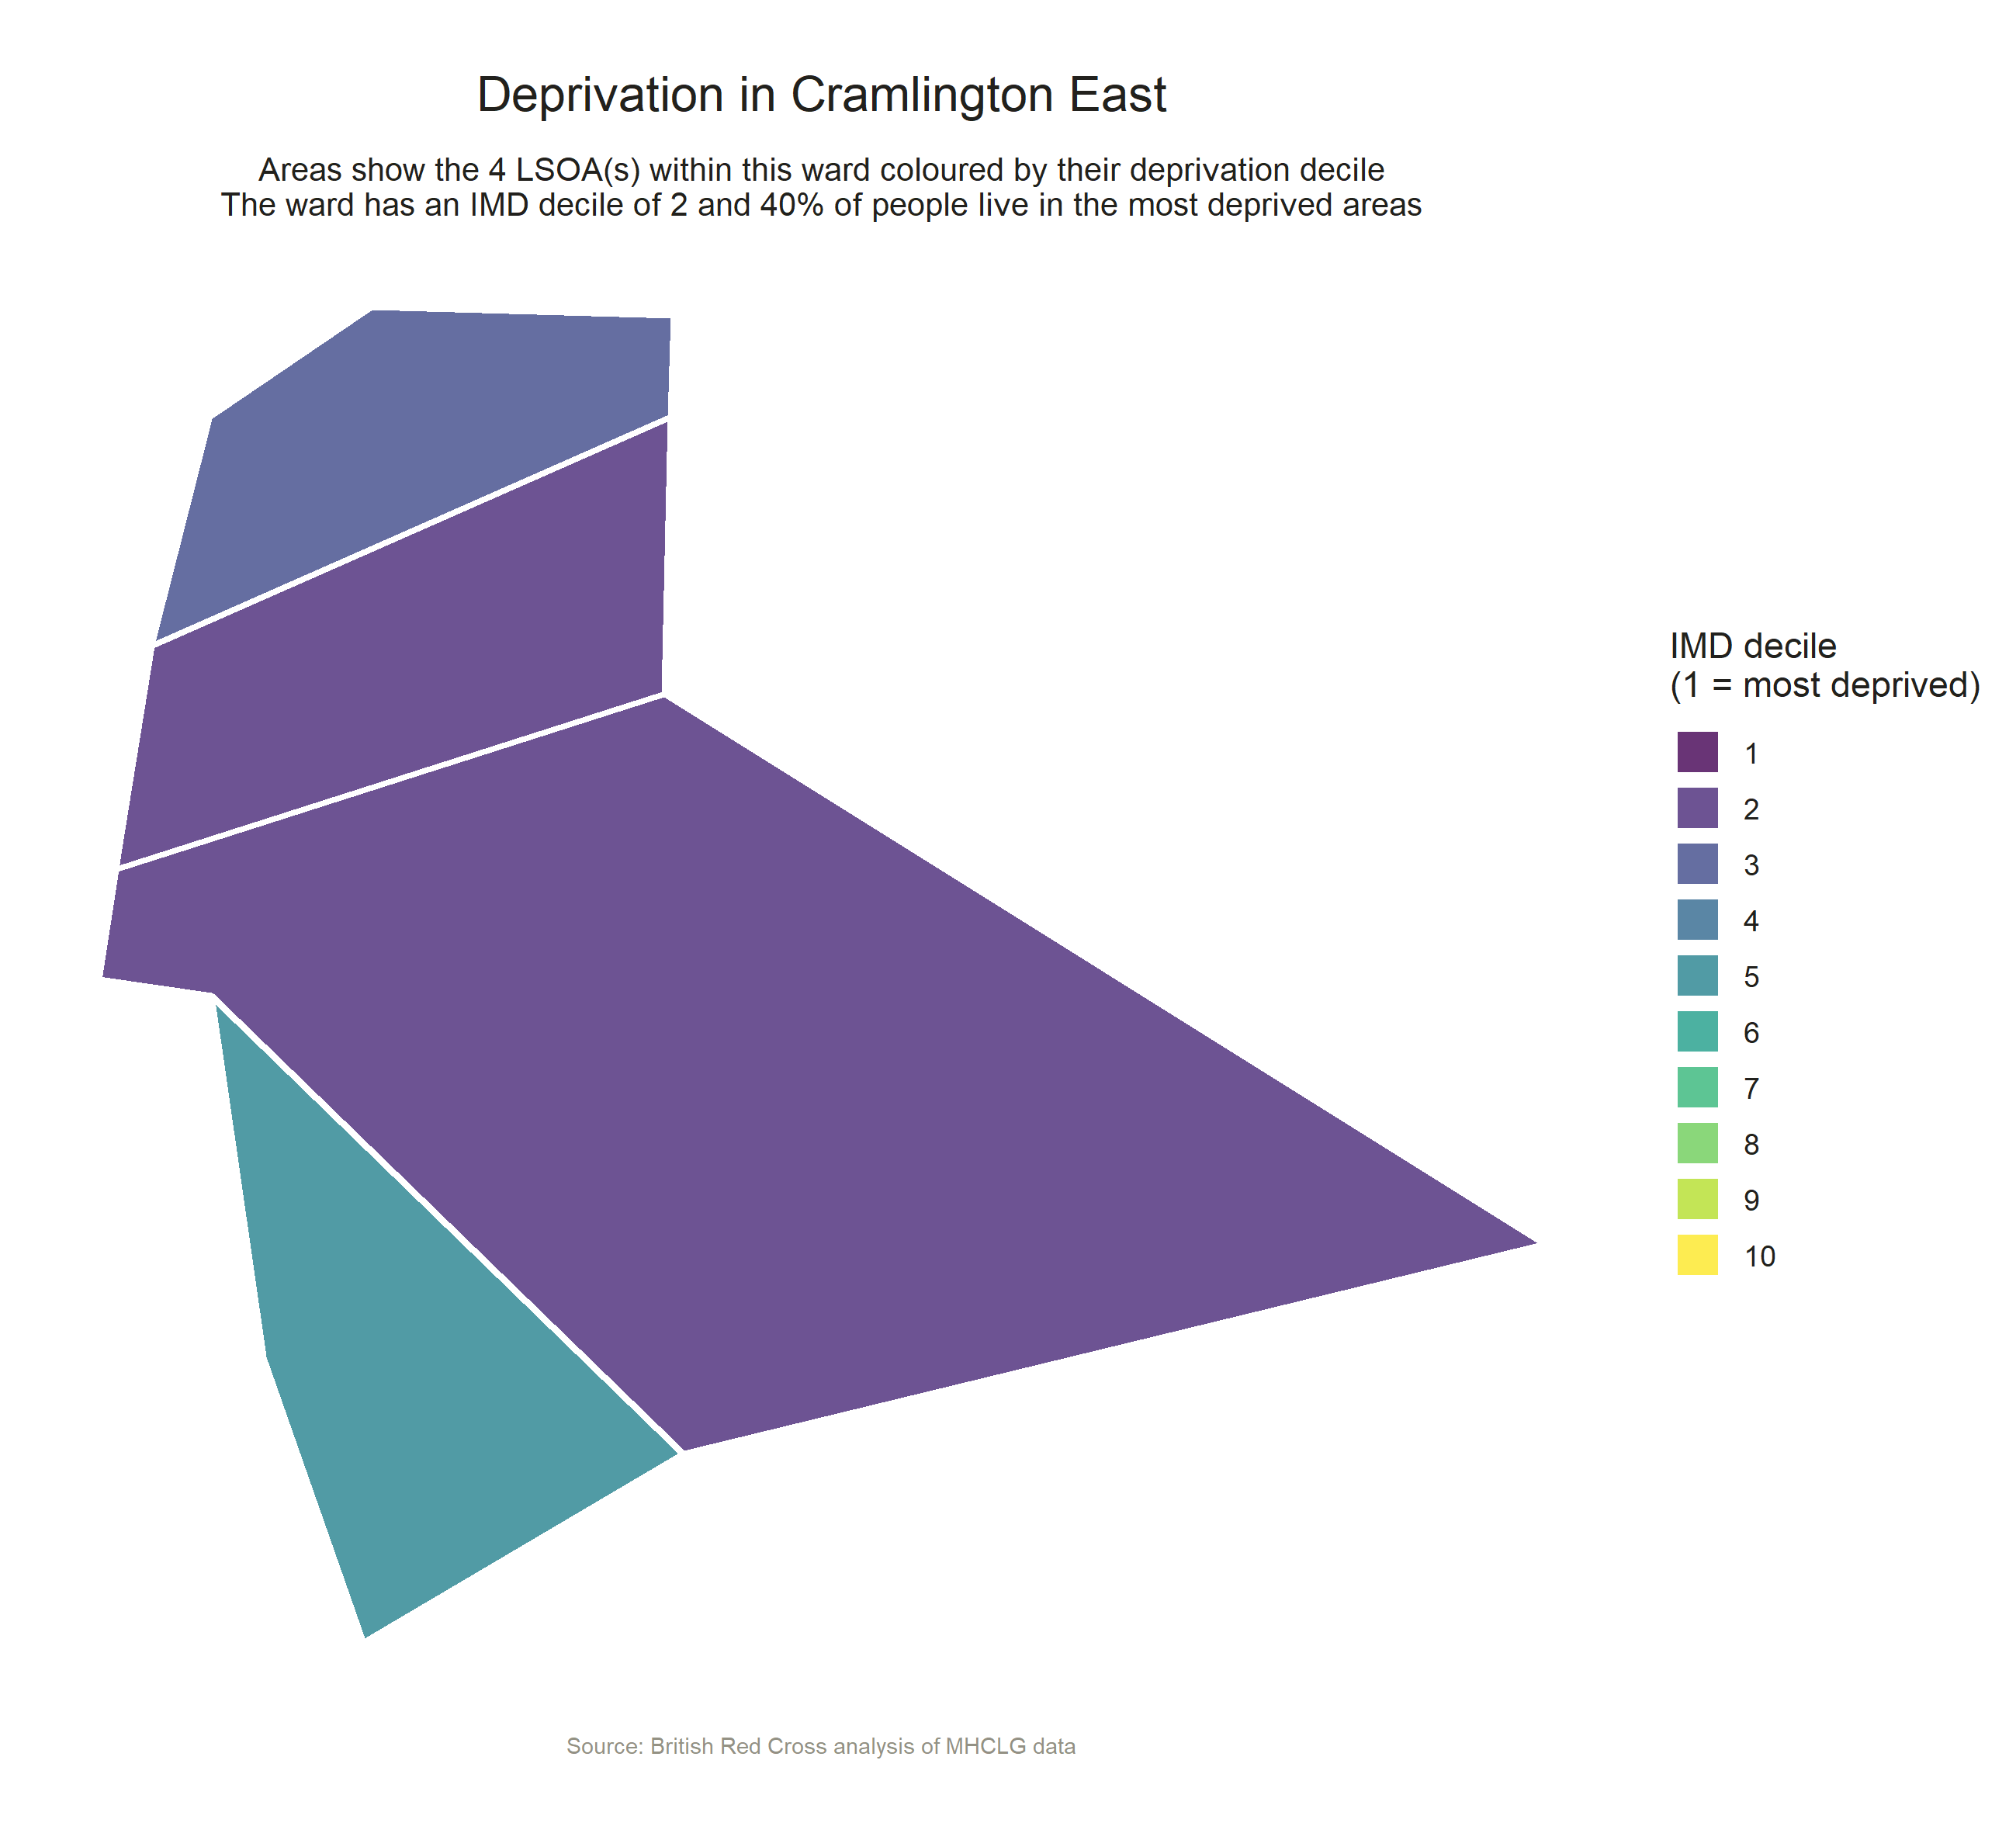 Deprivation in Cramlington East
Areas show the 4 LSOA(s) within this ward coloured by their deprivation decile
The ward has an IMD decile of 2 and 40% of people live in the most deprived areas
IMD decile
(1 = most deprived)
1
2
3
4
5
6
7
8
9
10
Source: British Red Cross analysis of MHCLG data